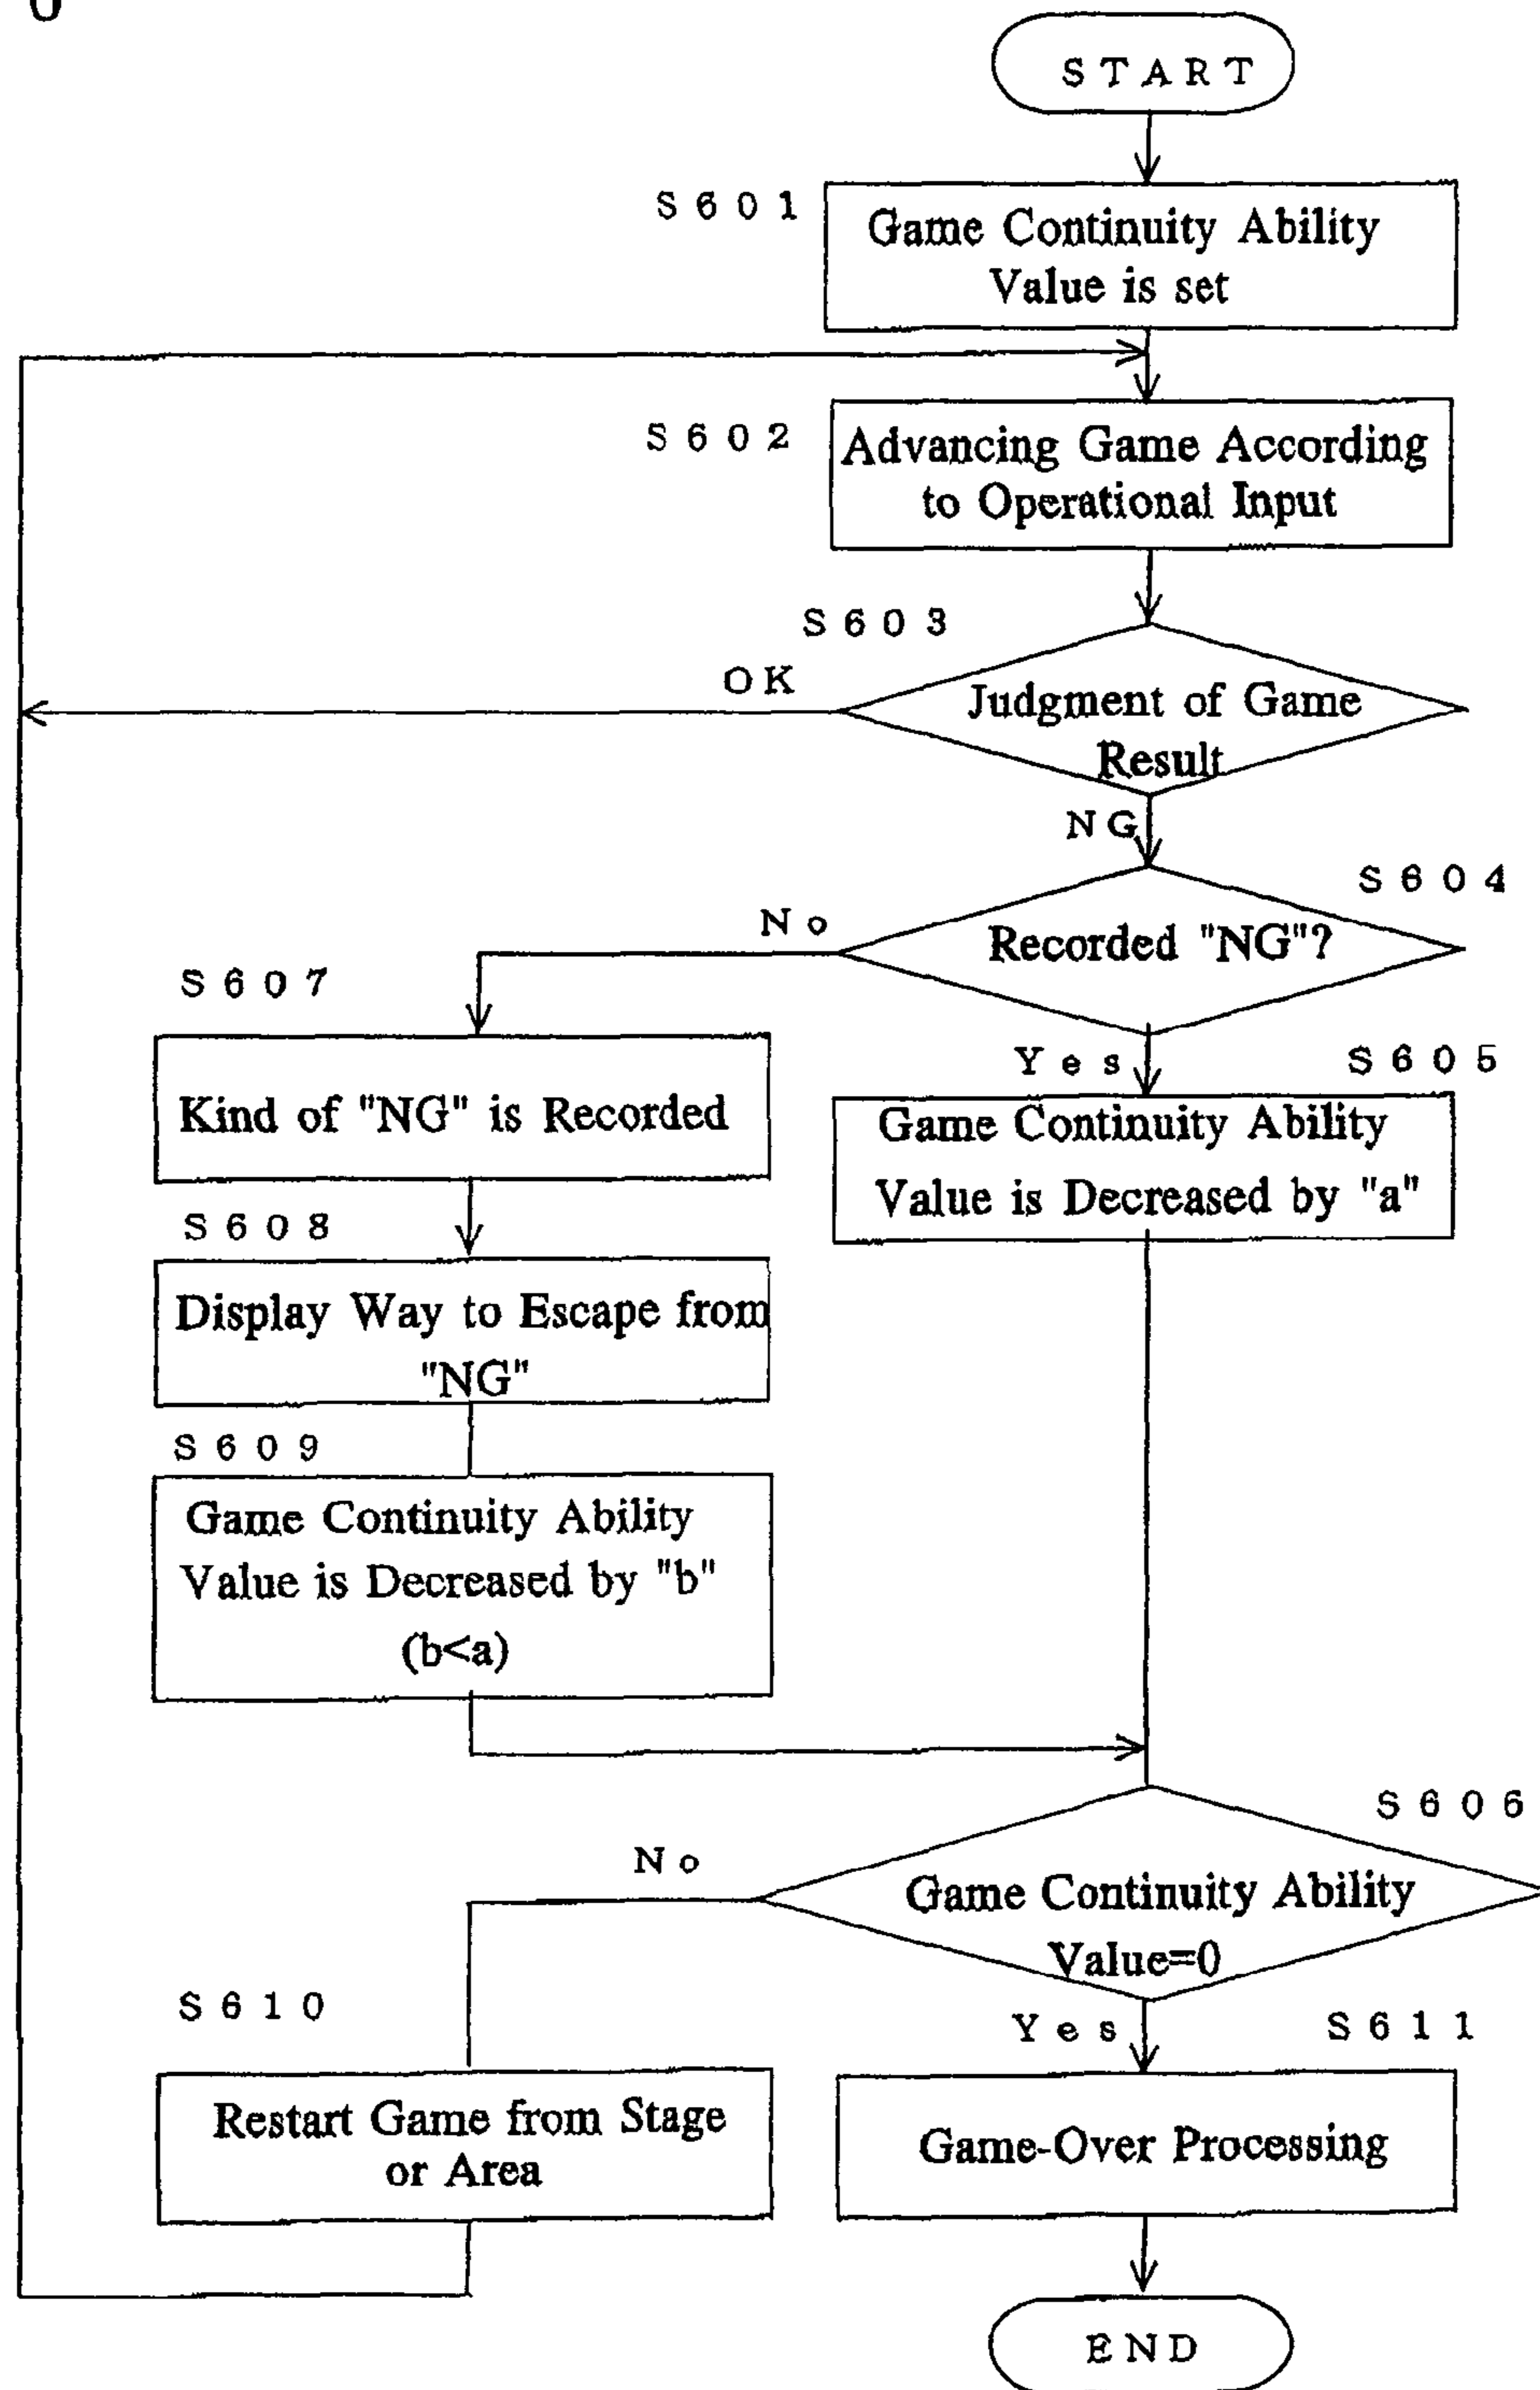 START
S601
Game Continuity Ability
Value is set
S602
Advancing Game According
to Operational Input
S603
OK
Judgment of Game
Result
NG
S604
No
Recorded "NG"?
S607
Yes
S605
Kind of "NG" is Recorded
Game Continuity Ability
Value is Decreased by "a"
S608
Display Way to Escape from
"NG"
S609
Game Continuity Ability
Value is Decreased by "b"
(b<a)
S606
No
Game Continuity Ability
Value=0
S610
Yes
S611
Restart Game from Stage
or Area
Game-Over Processing
END